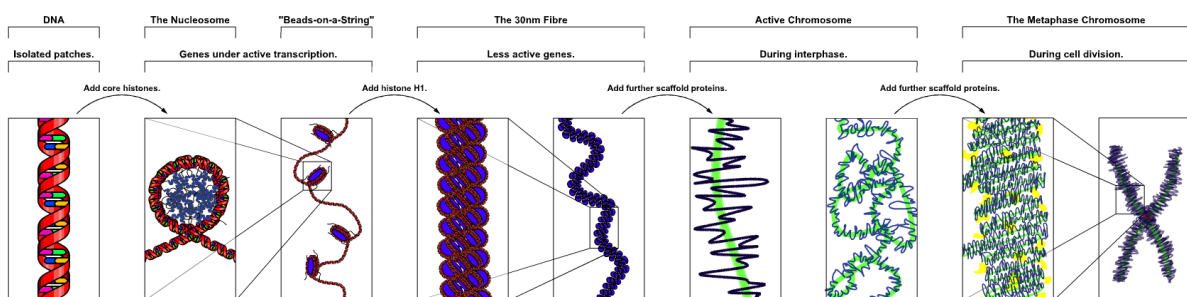 DNA
The Nucleosome
"Beads-on-a-String"
The 30nm Fibre
Active Chromosome
The Metaphase Chromosome
Isolated patches.
Genes under active transcription.
Less active genes.
During interphase.
During cell division.
Add core histones.
Add histone H1.
Add further scaffold proteins.
Add further scaffold proteins.